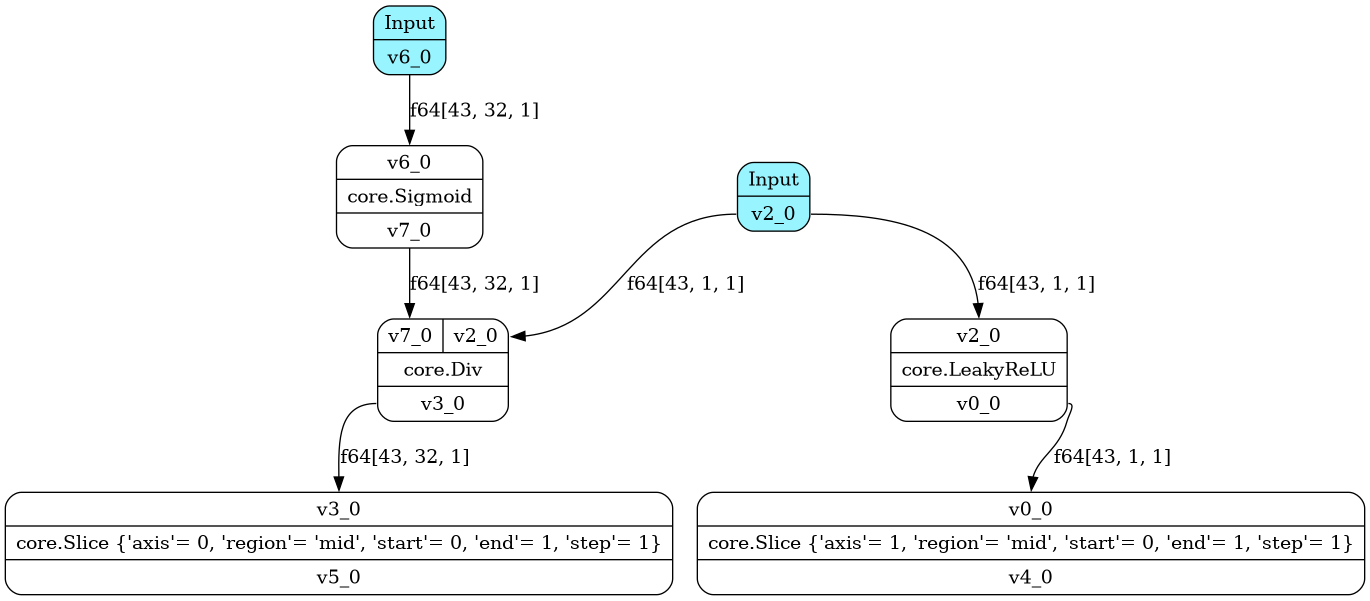 Input
v6_0
f64[43, 32, 1]
v6_0
core.Sigmoid
v7_0
Input
v2_0
f64[43, 32, 1]
f64[43, 1, 1]
f64[43, 1, 1]
v7_0 v2_0
core.Div
v3_0
v2_0
core.LeakyReLU
v0_0
f64[43, 32, 1]
f64[43, 1, 1]
v3_0
core.Slice {'axis'= 0, 'region'= 'mid', 'start'= 0, 'end'= 1, 'step'= 1}
v5_0
v0_0
core.Slice {'axis'= 1, 'region'= 'mid', 'start'= 0, 'end'= 1, 'step'= 1}
v4_0